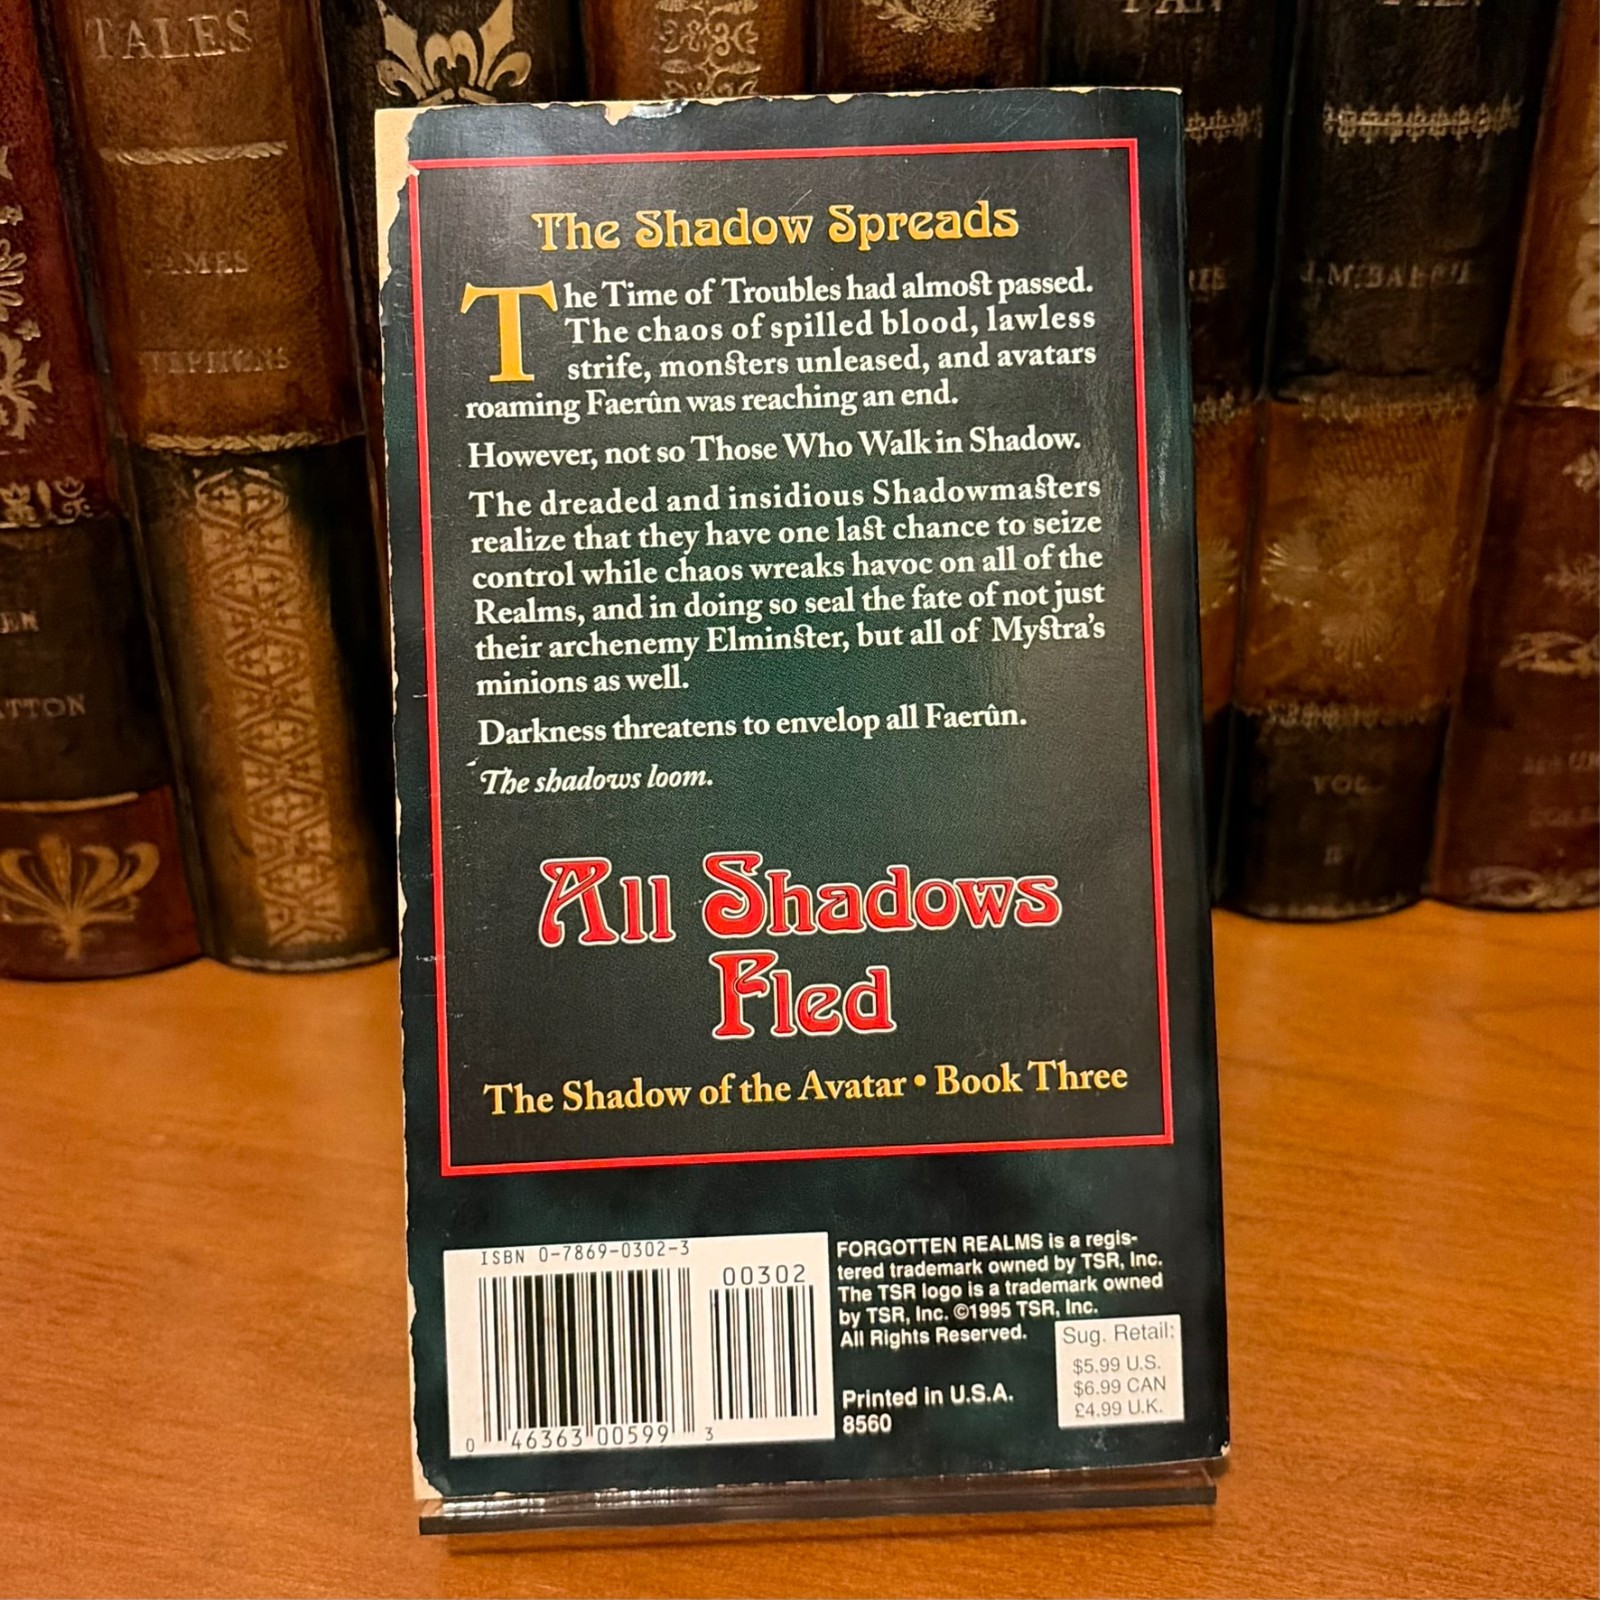 TALES
JAMES
STEPHENS
ATTON
J.M. BARRIE
VOL.
The Shadow Spreads
The Time of Troubles had almost passed.
The chaos of spilled blood, lawless
strife, monsters unleased, and avatars
roaming Faerûn was reaching an end.
However, not so Those Who Walk in Shadow.
The dreaded and insidious Shadowmasters
realize that they have one last chance to seize
control while chaos wreaks havoc on all of the
Realms, and in doing so seal the fate of not just
their archenemy Elminster, but all of Mystra's
minions as well.
Darkness threatens to envelop all Faerûn.
The shadows loom.
All Shadows
Fled
The Shadow of the Avatar • Book Three
ISBN 0-7869-0302-3
00302
0 46363 00599 3
FORGOTTEN REALMS is a regis-
tered trademark owned by TSR, Inc.
The TSR logo is a trademark owned
by TSR, Inc. ©1995 TSR, Inc.
All Rights Reserved.
Printed in U.S.A.
8560
Sug. Retail:
$5.99 U.S.
$6.99 CAN
£4.99 U.K.